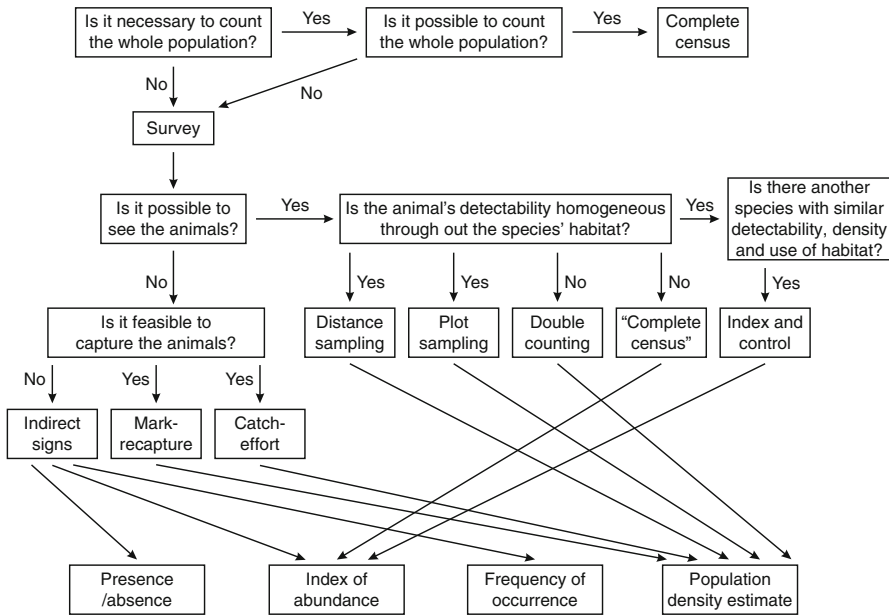 Is it necessary to count
the whole population?
Yes
Is it possible to count
the whole population?
Yes
Complete
census
No
No
Survey
Is it possible to
see the animals?
Yes
Is the animal's detectability homogeneous
through out the species' habitat?
Yes
Is there another
species with similar
detectability, density
and use of habitat?
No
Yes
Yes
No
No
Yes
Is it feasible to
capture the animals?
Distance
sampling
Plot
sampling
Double
counting
"Complete
census"
Index and
control
No
Yes
Yes
Indirect
signs
Mark-
recapture
Catch-
effort
Presence
/absence
Index of
abundance
Frequency of
occurrence
Population
density estimate